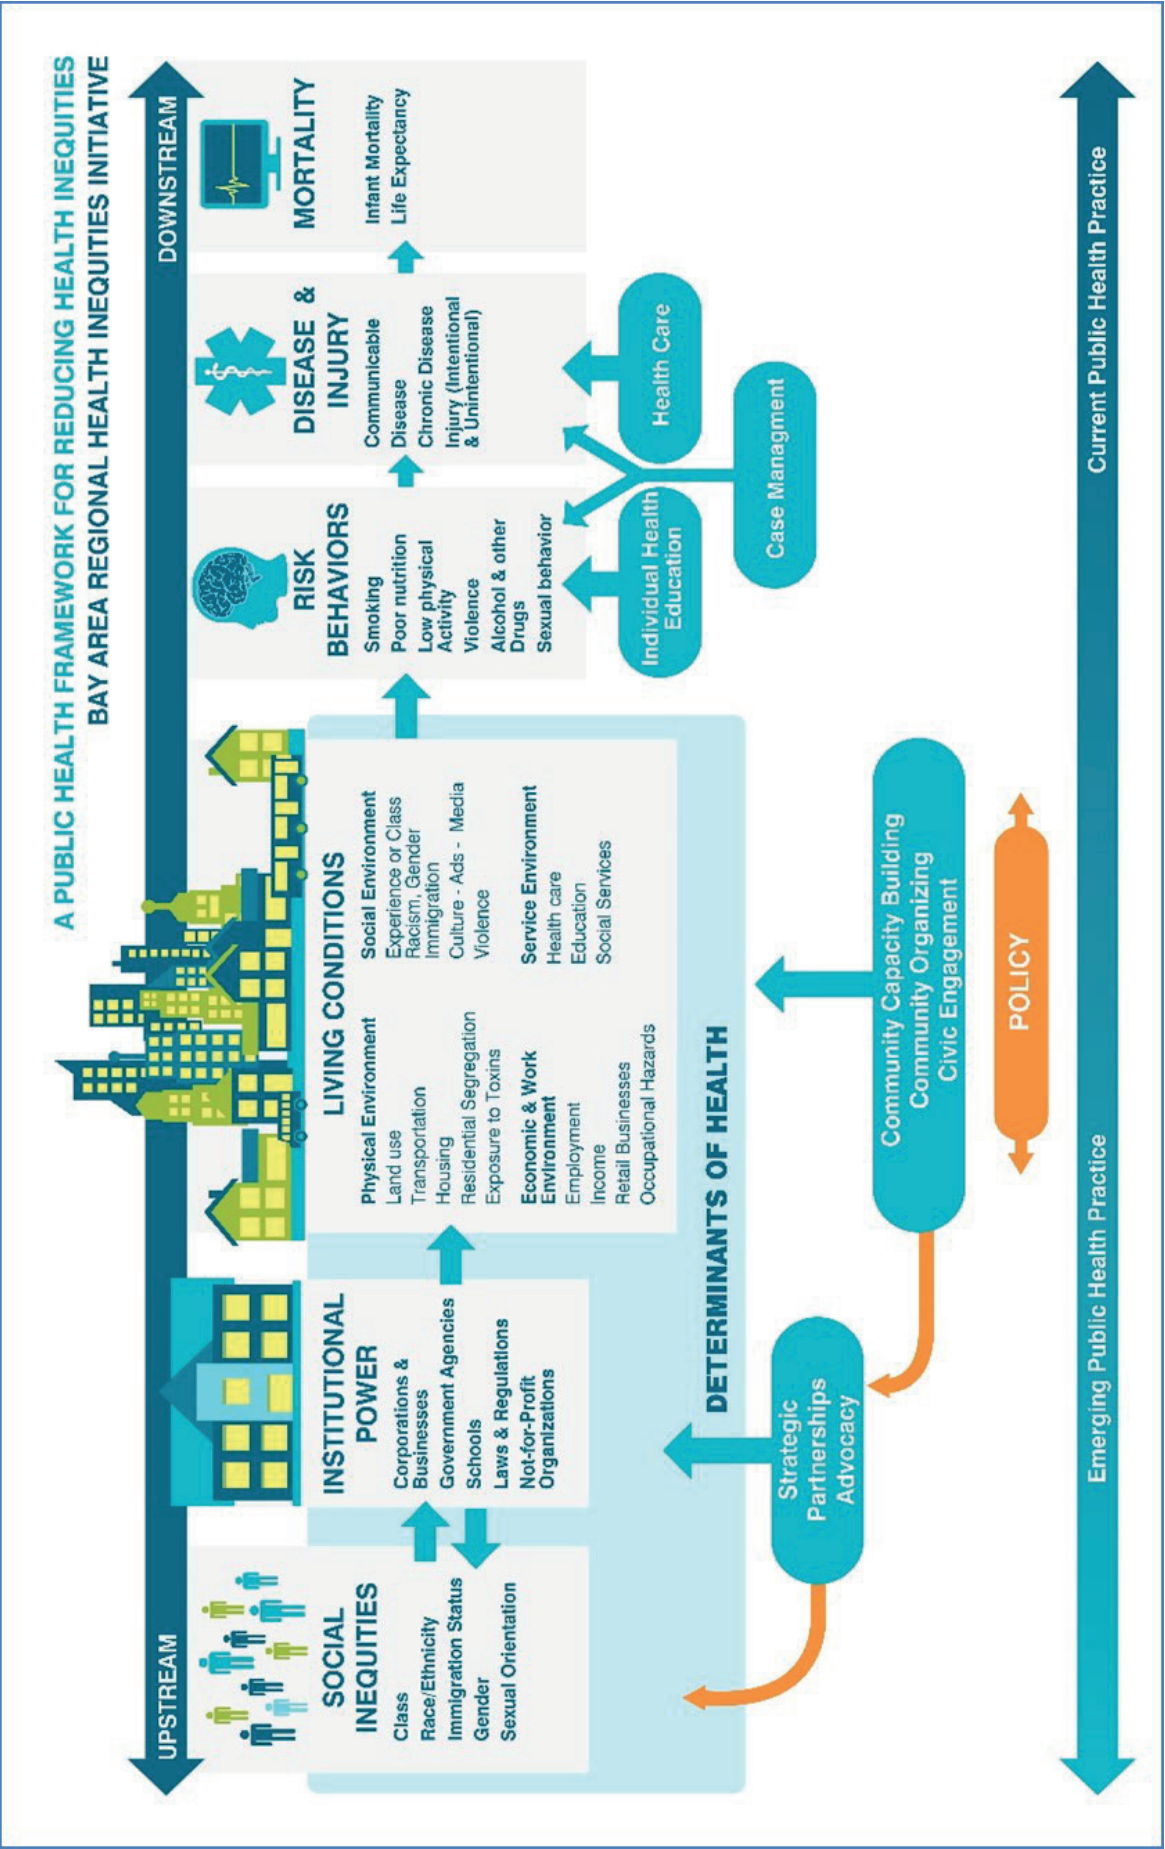 A PUBLIC HEALTH FRAMEWORK FOR REDUCING HEALTH INEQUITIES
BAY AREA REGIONAL HEALTH INEQUITIES INITIATIVE
UPSTREAM
DOWNSTREAM
SOCIAL
INEQUITIES
Class
Race/Ethnicity
Immigration Status
Gender
Sexual Orientation
INSTITUTIONAL
POWER
Corporations &
Businesses
Government Agencies
Schools
Laws & Regulations
Not-for-Profit
Organizations
LIVING CONDITIONS
Physical Environment
Land use
Transportation
Housing
Residential Segregation
Exposure to Toxins
Economic & Work
Environment
Employment
Income
Retail Businesses
Occupational Hazards
Social Environment
Experience or Class
Racism, Gender
Immigration
Culture - Ads - Media
Violence
Service Environment
Health care
Education
Social Services
RISK
BEHAVIORS
Smoking
Poor nutrition
Low physical
Activity
Violence
Alcohol & other
Drugs
Sexual behavior
DISEASE &
INJURY
Communicable
Disease
Chronic Disease
Injury (Intentional
& Unintentional)
MORTALITY
Infant Mortality
Life Expectancy
DETERMINANTS OF HEALTH
Strategic
Partnerships
Advocacy
Community Capacity Building
Community Organizing
Civic Engagement
Individual Health
Education
Health Care
Case Managment
POLICY
Emerging Public Health Practice
Current Public Health Practice